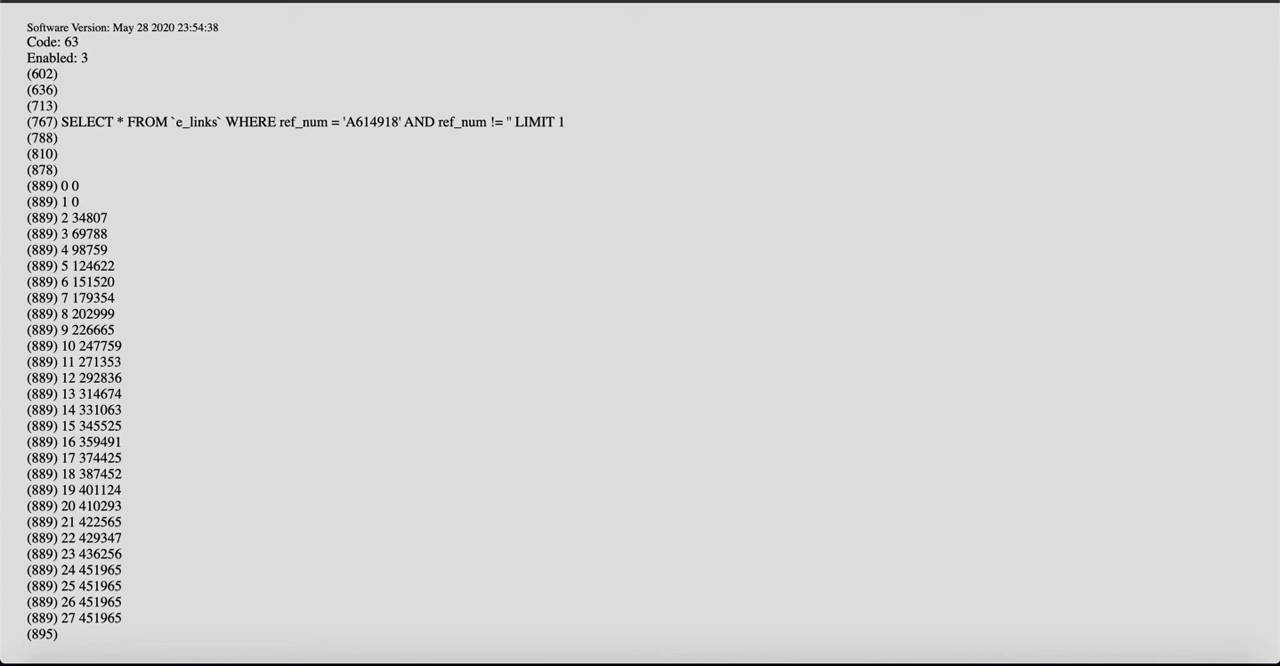 Software Version: May 28 2020 23:54:38
Code: 63
Enabled: 3
(602)
(636)
(713)
(767) SELECT * FROM `e_links` WHERE ref_num = 'A614918' AND ref_num != '' LIMIT 1
(788)
(810)
(878)
(889) 0 0
(889) 1 0
(889) 2 34807
(889) 3 69788
(889) 4 98759
(889) 5 124622
(889) 6 151520
(889) 7 179354
(889) 8 202999
(889) 9 226665
(889) 10 247759
(889) 11 271353
(889) 12 292836
(889) 13 314674
(889) 14 331063
(889) 15 345525
(889) 16 359491
(889) 17 374425
(889) 18 387452
(889) 19 401124
(889) 20 410293
(889) 21 422565
(889) 22 429347
(889) 23 436256
(889) 24 451965
(889) 25 451965
(889) 26 451965
(889) 27 451965
(895)